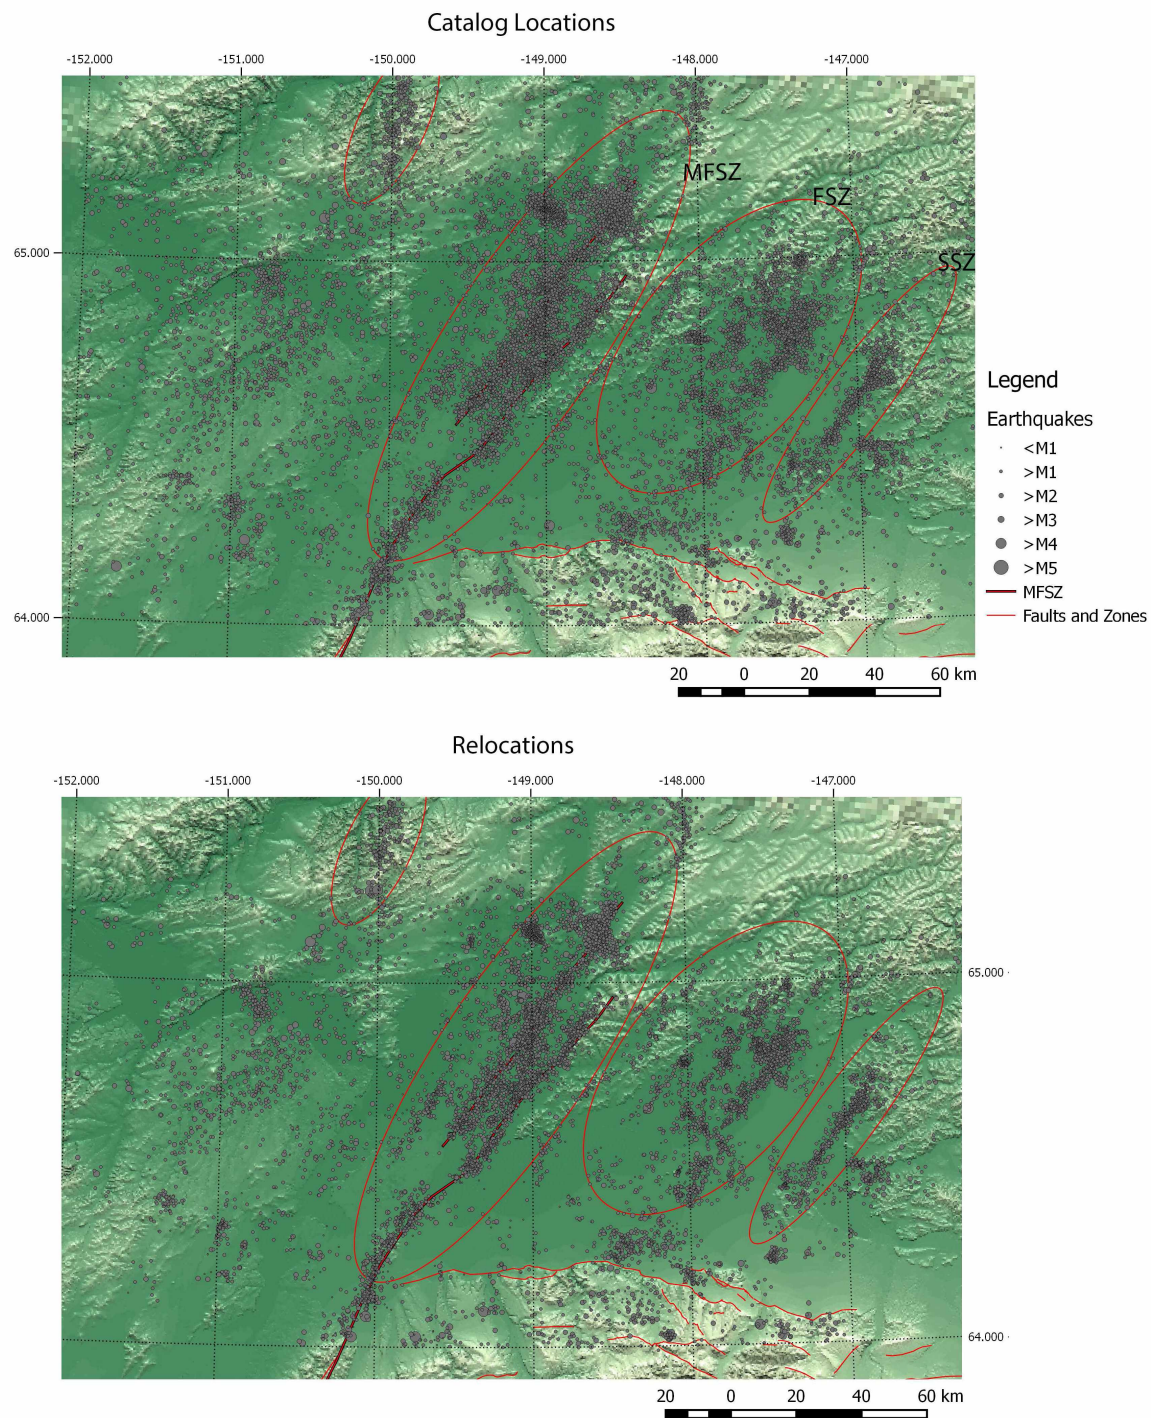 Catalog Locations
-152.000 -151.000 -150.000 -149.000 -148.000 -147.000
MFSZ
FSZ
65.000
SSZ
Legend
Earthquakes
<M1
>M1
>M2
>M3
>M4
>M5
MFSZ
64.000
Faults and Zones
20 0 20 40 60 km
Relocations
-152.000 -151.000 -150.000 -149.000 -148.000 -147.000
65.000
64.000
20 0 20 40 60 km